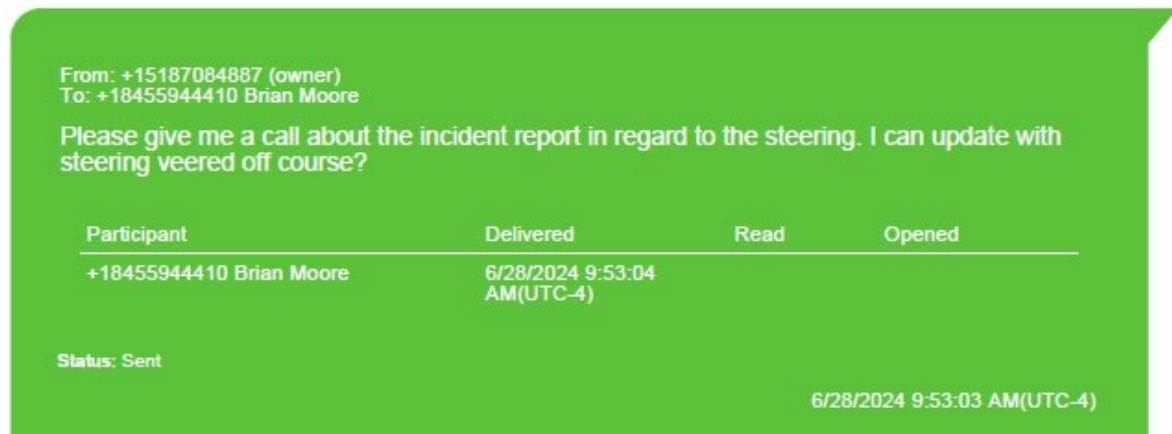 From: +15187084887 (owner)
To: +18455944410 Brian Moore
Please give me a call about the incident report in regard to the steering. I can update with
steering veered off course?
Participant Delivered Read Opened
+18455944410 Brian Moore 6/28/2024 9:53:04
AM(UTC-4)
Status: Sent
6/28/2024 9:53:03 AM(UTC-4)